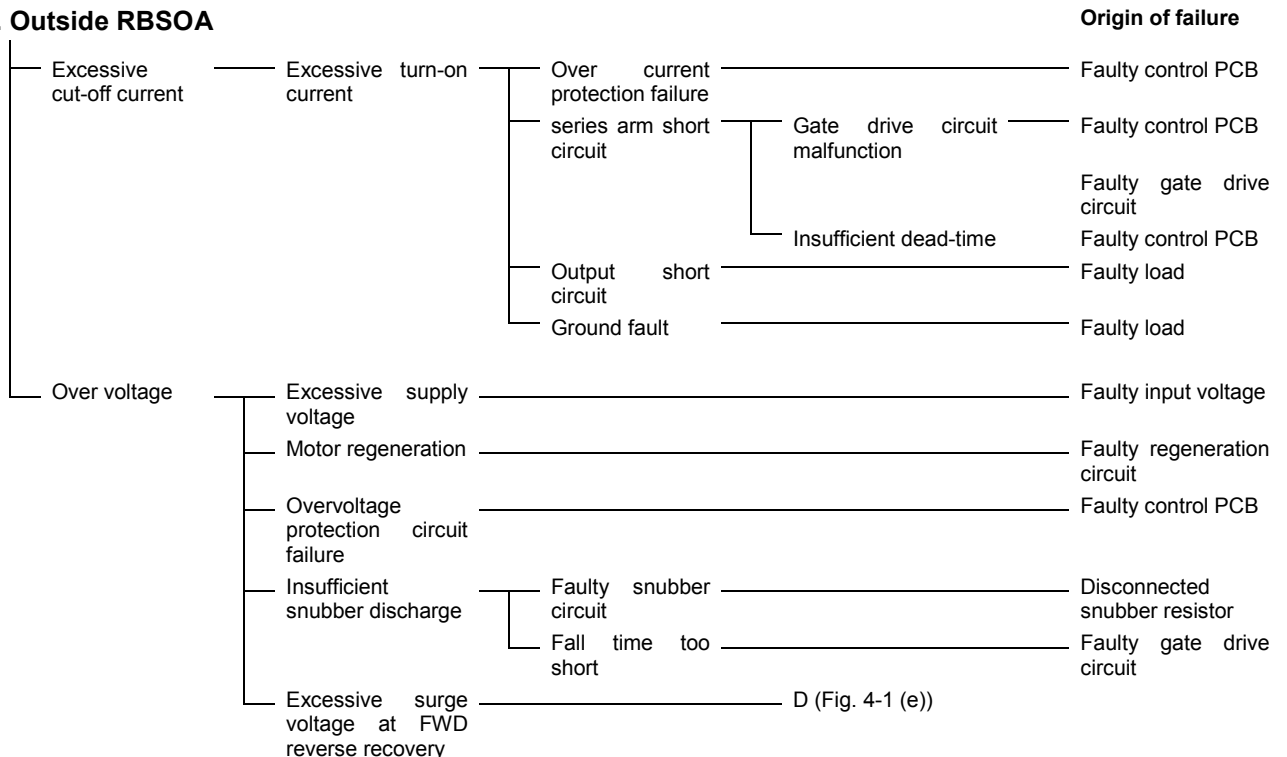 Outside RBSOA
Origin of failure
Excessive cut-off current
Excessive turn-on current
Over current protection failure
Faulty control PCB
series arm short circuit
Gate drive circuit malfunction
Faulty control PCB
Faulty gate drive circuit
Insufficient dead-time
Faulty control PCB
Output short circuit
Faulty load
Ground fault
Faulty load
Over voltage
Excessive supply voltage
Faulty input voltage
Motor regeneration
Faulty regeneration circuit
Overvoltage protection circuit failure
Faulty control PCB
Insufficient snubber discharge
Faulty snubber circuit
Disconnected snubber resistor
Fall time too short
Faulty gate drive circuit
Excessive surge voltage at FWD reverse recovery
D (Fig. 4-1 (e))